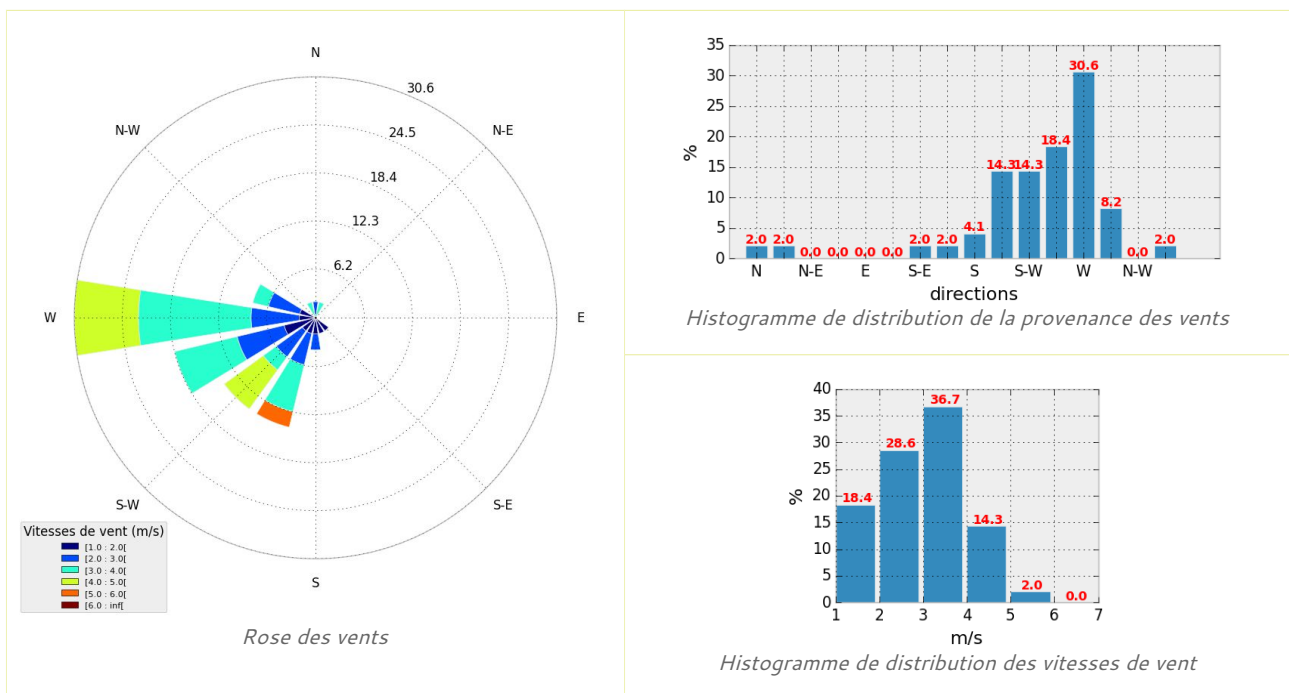 N
30.6
N-W
N-E
24.5
18.4
12.3
6.2
W
E
S-W
S-E
S
Vitesses de vent (m/s)
[1.0 : 2.0[
[2.0 : 3.0[
[3.0 : 4.0[
[4.0 : 5.0[
[5.0 : 6.0[
[6.0 : inf[
Rose des vents
35
30
25
20
15
10
5
0
%
2.0 2.0 0.0 0.0 0.0 0.0 2.0 2.0 4.1 14.3 14.3 18.4 30.6 8.2 0.0 2.0
N N-E E S-E S S-W W N-W
directions
Histogramme de distribution de la provenance des vents
40
35
30
25
20
15
10
5
0
%
18.4 28.6 36.7 14.3 2.0 0.0
1 2 3 4 5 6 7
m/s
Histogramme de distribution des vitesses de vent